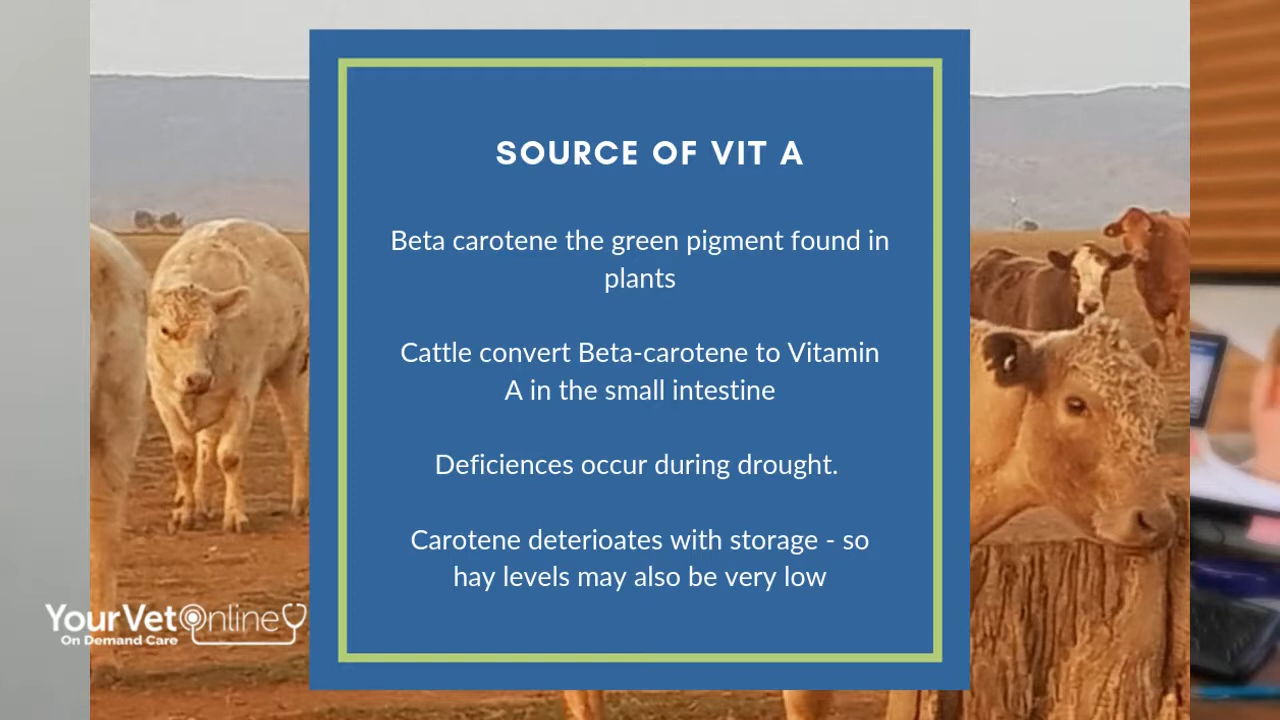 SOURCE OF VIT A
Beta carotene the green pigment found in
plants
Cattle convert Beta-carotene to Vitamin
A in the small intestine
Deficiences occur during drought.
Carotene deterioates with storage - so
hay levels may also be very low
YourVetOnline
On Demand Care